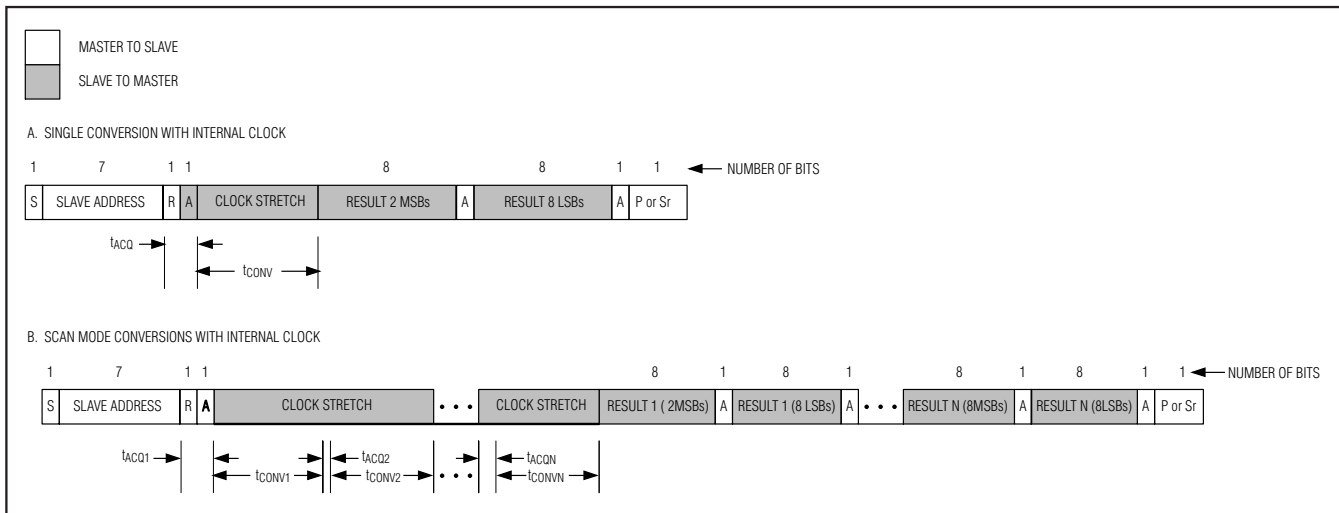 MASTER TO SLAVE
SLAVE TO MASTER
A. SINGLE CONVERSION WITH INTERNAL CLOCK
1 7 1 1 8 8 1 1 NUMBER OF BITS
S SLAVE ADDRESS R A CLOCK STRETCH RESULT 2 MSBs A RESULT 8 LSBs A P or Sr
tACQ
tCONV
B. SCAN MODE CONVERSIONS WITH INTERNAL CLOCK
1 7 1 1 8 1 8 1 8 1 8 1 1 NUMBER OF BITS
S SLAVE ADDRESS R A CLOCK STRETCH • • • CLOCK STRETCH RESULT 1 ( 2MSBs) A RESULT 1 (8 LSBs) A • • • RESULT N (8MSBs) A RESULT N (8LSBs) A P or Sr
tACQ1 tACQ2 tACQN
tCONV1 tCONV2 • • • tCONVN